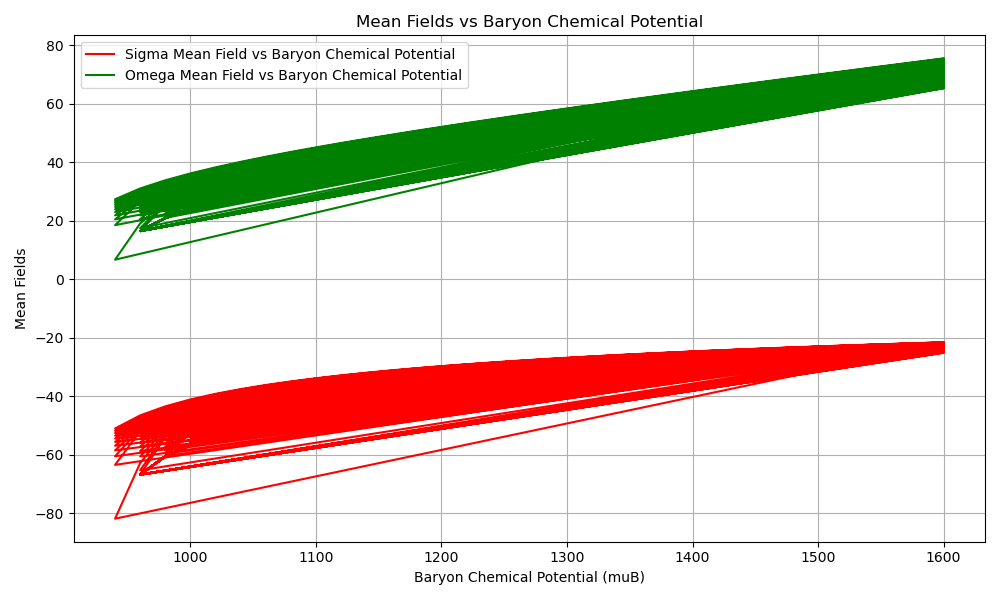 Mean Fields vs Baryon Chemical Potential
Sigma Mean Field vs Baryon Chemical Potential
Omega Mean Field vs Baryon Chemical Potential
Mean Fields
80
60
40
20
0
−20
−40
−60
−80
1000 1100 1200 1300 1400 1500 1600
Baryon Chemical Potential (muB)